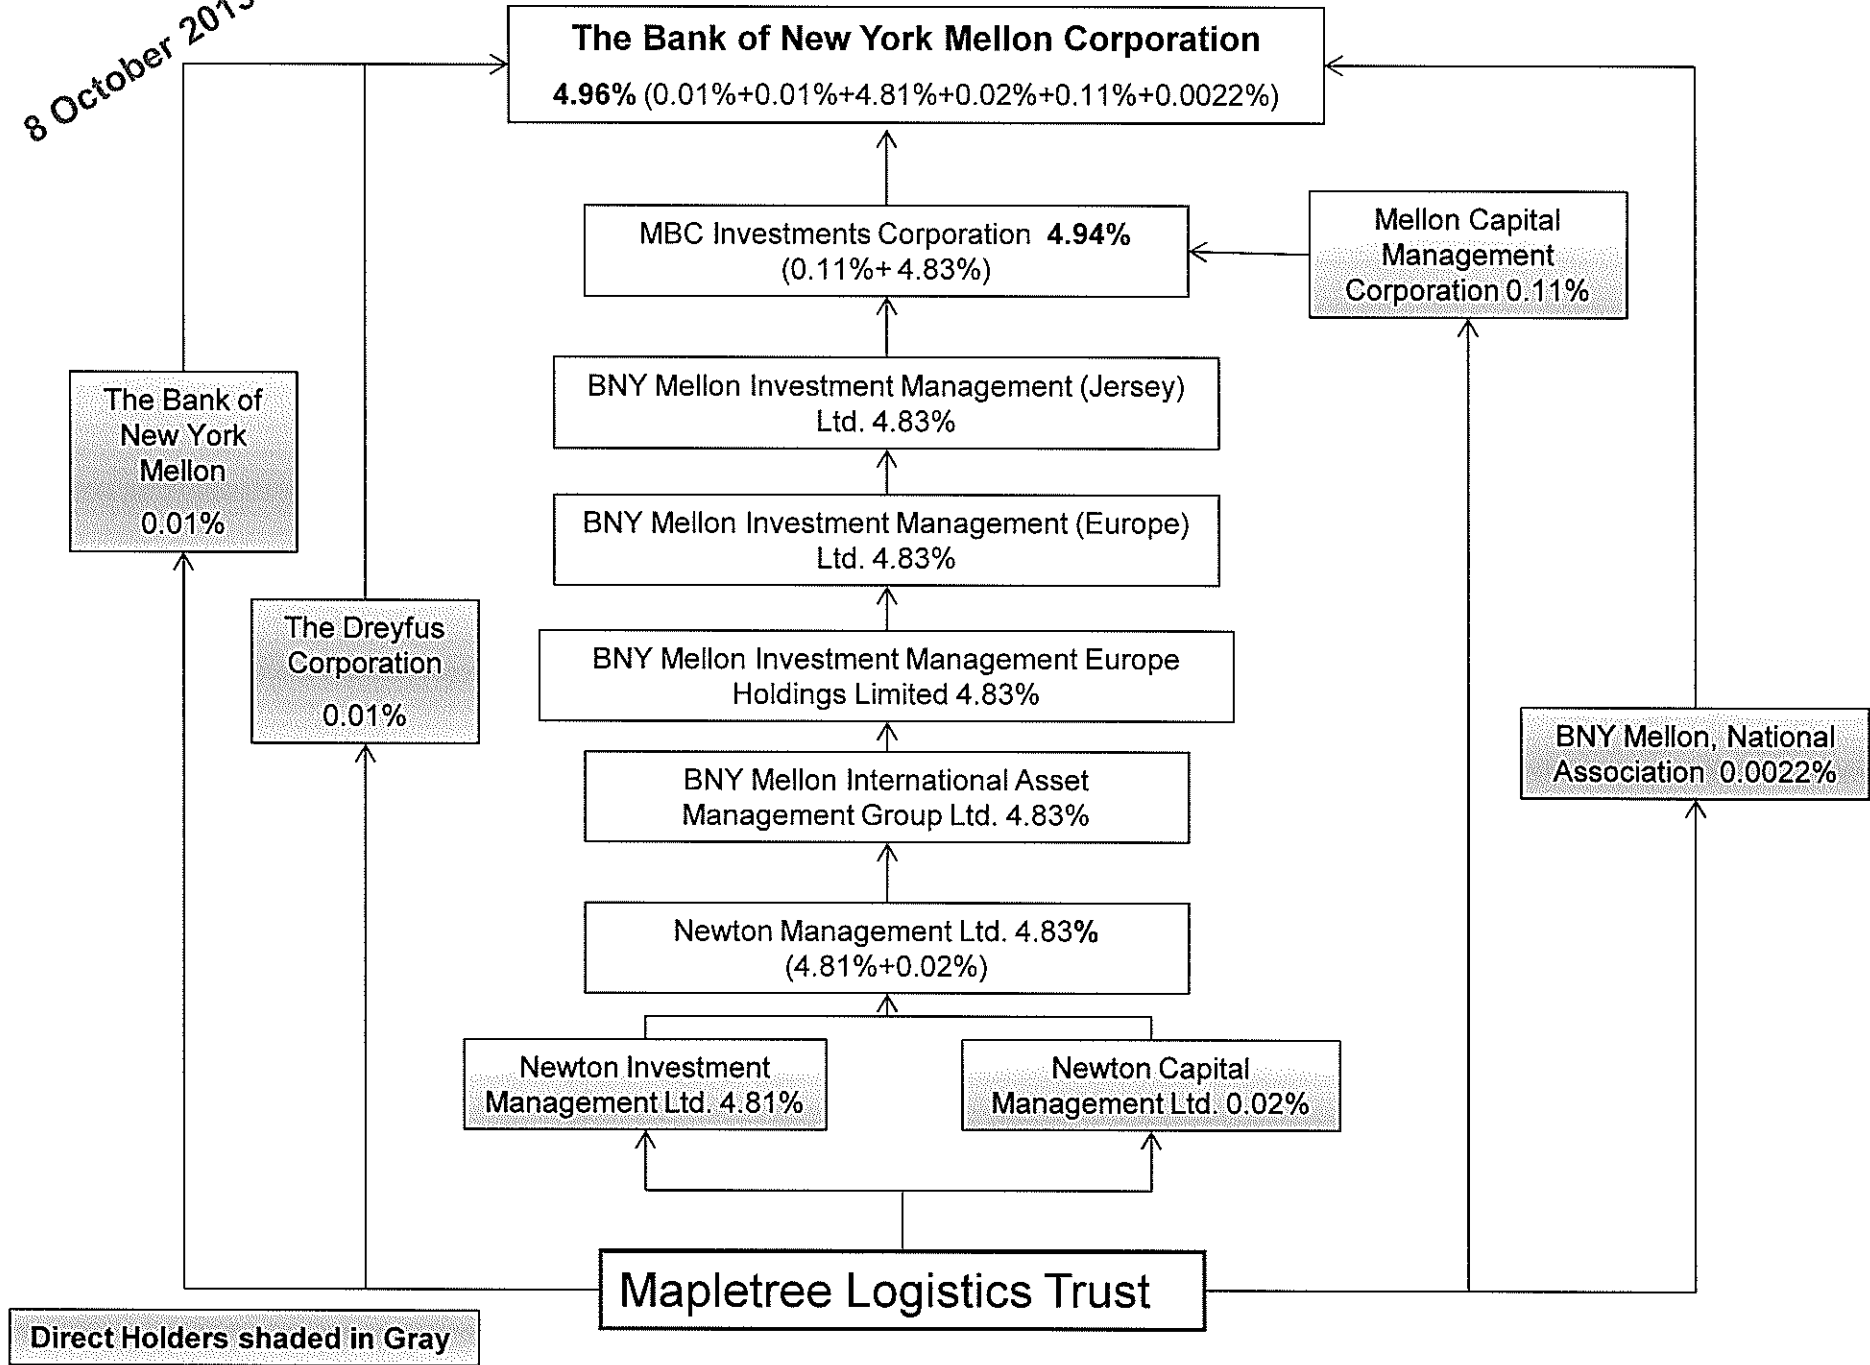 8 October 2013
The Bank of New York Mellon Corporation
4.96% (0.01%+0.01%+4.81%+0.02%+0.11%+0.0022%)
MBC Investments Corporation 4.94%
(0.11%+ 4.83%)
Mellon Capital
Management
Corporation 0.11%
BNY Mellon Investment Management (Jersey)
Ltd. 4.83%
The Bank of
New York
Mellon
0.01%
BNY Mellon Investment Management (Europe)
Ltd. 4.83%
The Dreyfus
Corporation
0.01%
BNY Mellon Investment Management Europe
Holdings Limited 4.83%
BNY Mellon, National
Association 0.0022%
BNY Mellon International Asset
Management Group Ltd. 4.83%
Newton Management Ltd. 4.83%
(4.81%+0.02%)
Newton Investment
Management Ltd. 4.81%
Newton Capital
Management Ltd. 0.02%
Mapletree Logistics Trust
Direct Holders shaded in Gray